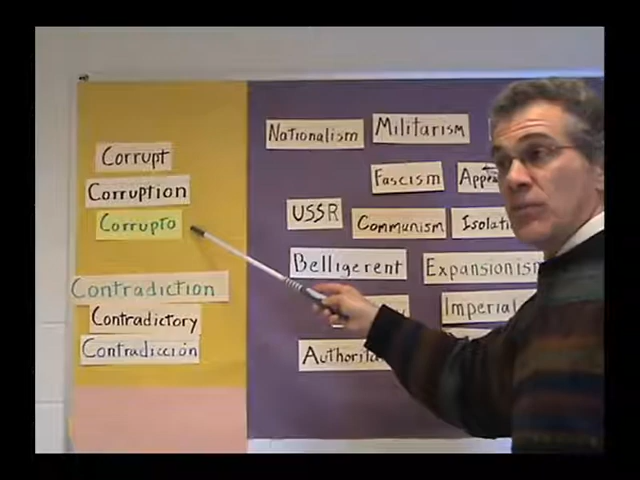 Corrupt
Corruption
Corrupto
Contradiction
Contradictory
Contradicción
Nationalism
Militarism
Fascism
USSR
Communism
Belligerent
Expansionism